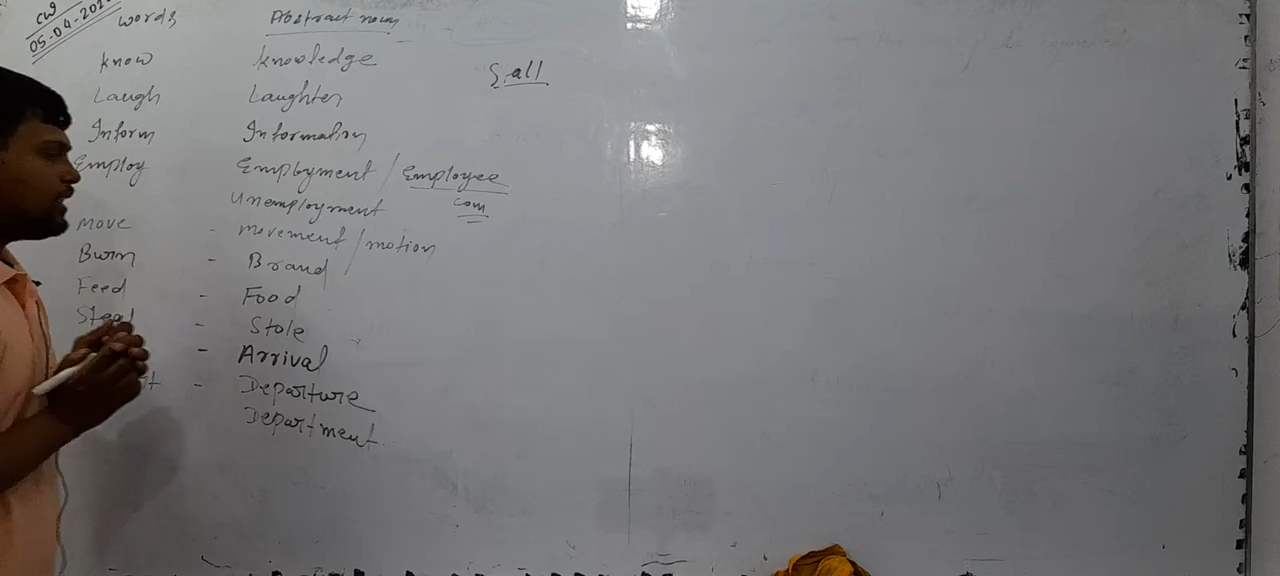 CW
05-04-202
Words Abstract noun
Know Knowledge
Laugh Laughter
Inform Information
Employ Employment / Employee
Unemployment com
Move - Movement / motion
Burn - Brand
Feed - Food
Steal - Stole
- Arrival
- Departure
Department
S.all